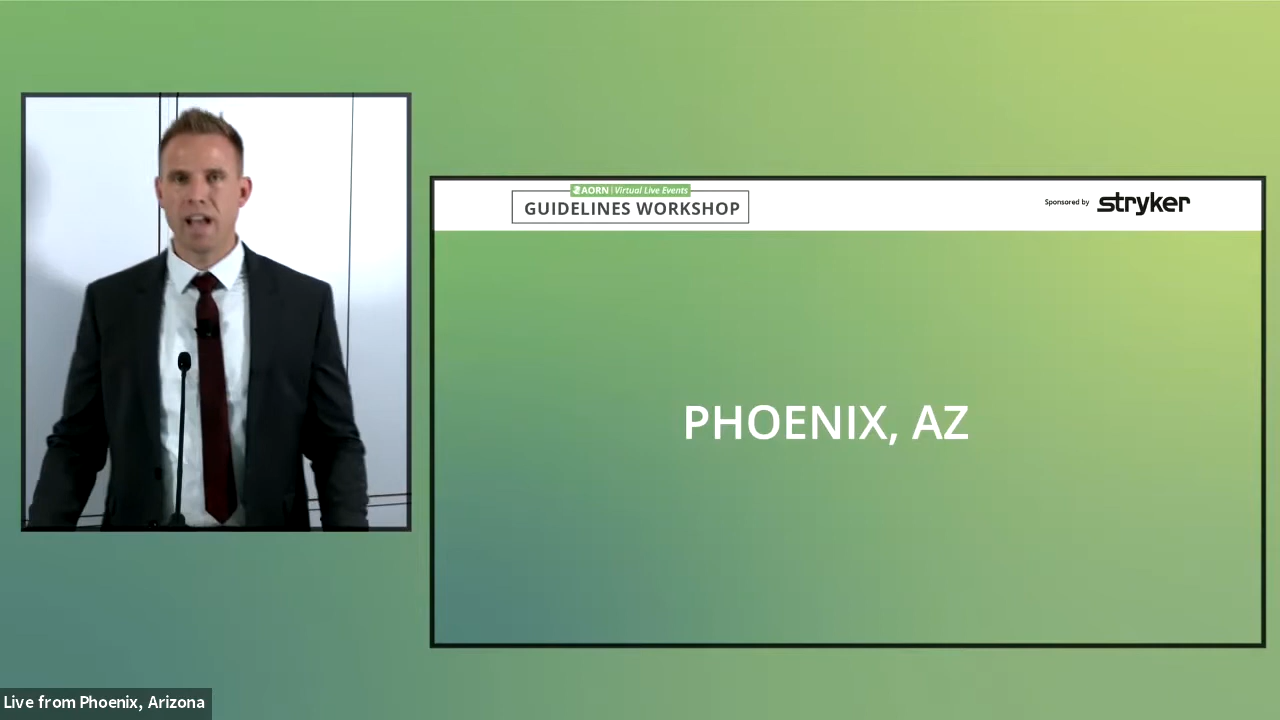 AORN | Virtual Live Events
GUIDELINES WORKSHOP
Sponsored by stryker
PHOENIX, AZ
Live from Phoenix, Arizona